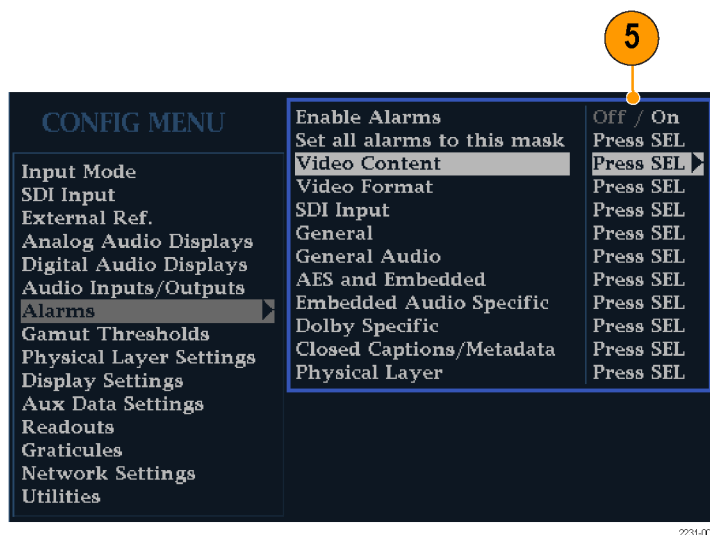 5
CONFIG MENU
Input Mode
SDI Input
External Ref.
Analog Audio Displays
Digital Audio Displays
Audio Inputs/Outputs
Alarms
Gamut Thresholds
Physical Layer Settings
Display Settings
Aux Data Settings
Readouts
Graticules
Network Settings
Utilities
Enable Alarms Off / On
Set all alarms to this mask Press SEL
Video Content Press SEL
Video Format Press SEL
SDI Input Press SEL
General Press SEL
General Audio Press SEL
AES and Embedded Press SEL
Embedded Audio Specific Press SEL
Dolby Specific Press SEL
Closed Captions/Metadata Press SEL
Physical Layer Press SEL